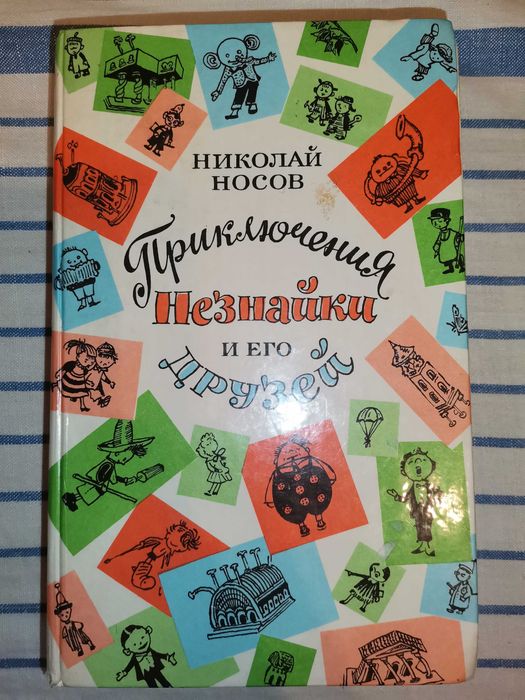 НИКОЛАЙ
НОСОВ
Приключения
Незнайки
И ЕГО
друзей